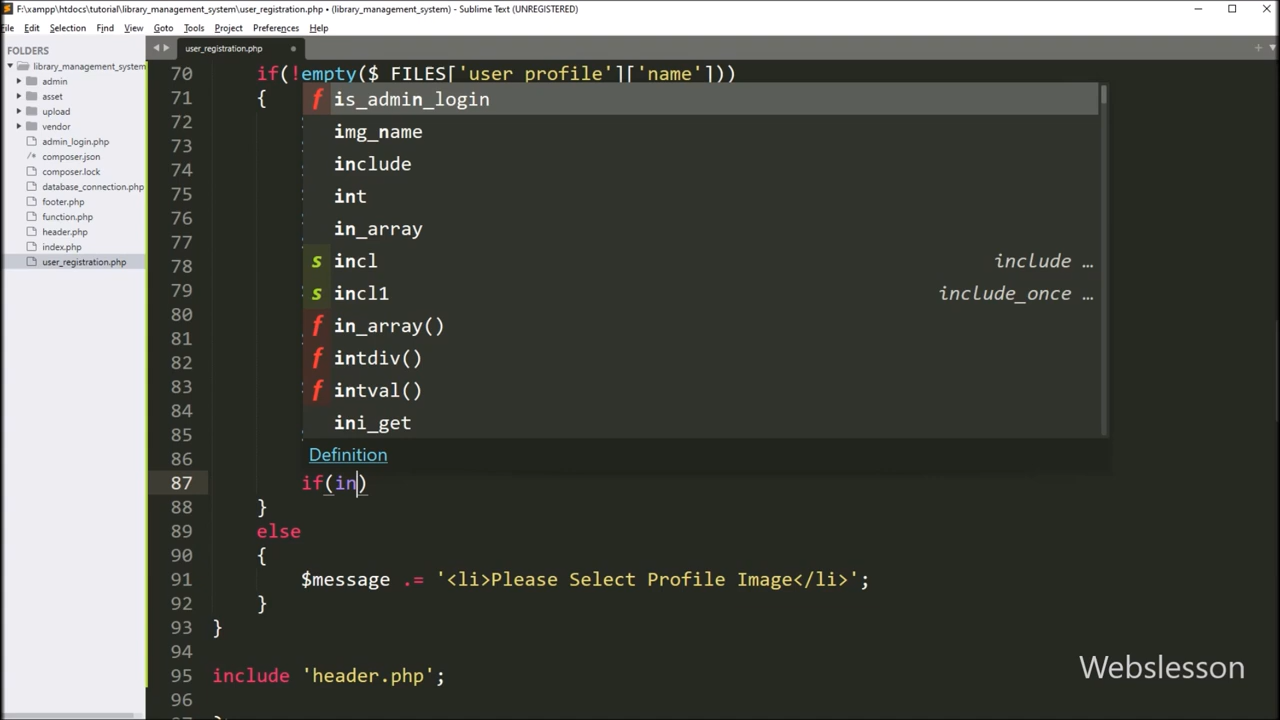 F:\xampp\htdocs\tutorial\library_management_system\user_registration.php • (library_management_system) - Sublime Text (UNREGISTERED)
File Edit Selection Find View Goto Tools Project Preferences Help
FOLDERS
library_management_system
admin
asset
upload
vendor
admin_login.php
composer.json
composer.lock
database_connection.php
footer.php
function.php
header.php
index.php
user_registration.php
user_registration.php
70 if(!empty($_FILES['user_profile']['name']))
71 {
72
73
74
75
76
77
78
79
80
81
82
83
84
85
86
f is_admin_login
img_name
include
int
in_array
s incl include …
s incl1 include_once …
f in_array()
f intdiv()
f intval()
ini_get
Definition
87 if(in)
88 }
89 else
90 {
91 $message .= '<li>Please Select Profile Image</li>';
92 }
93 }
94
95 include 'header.php';
96
Webslesson